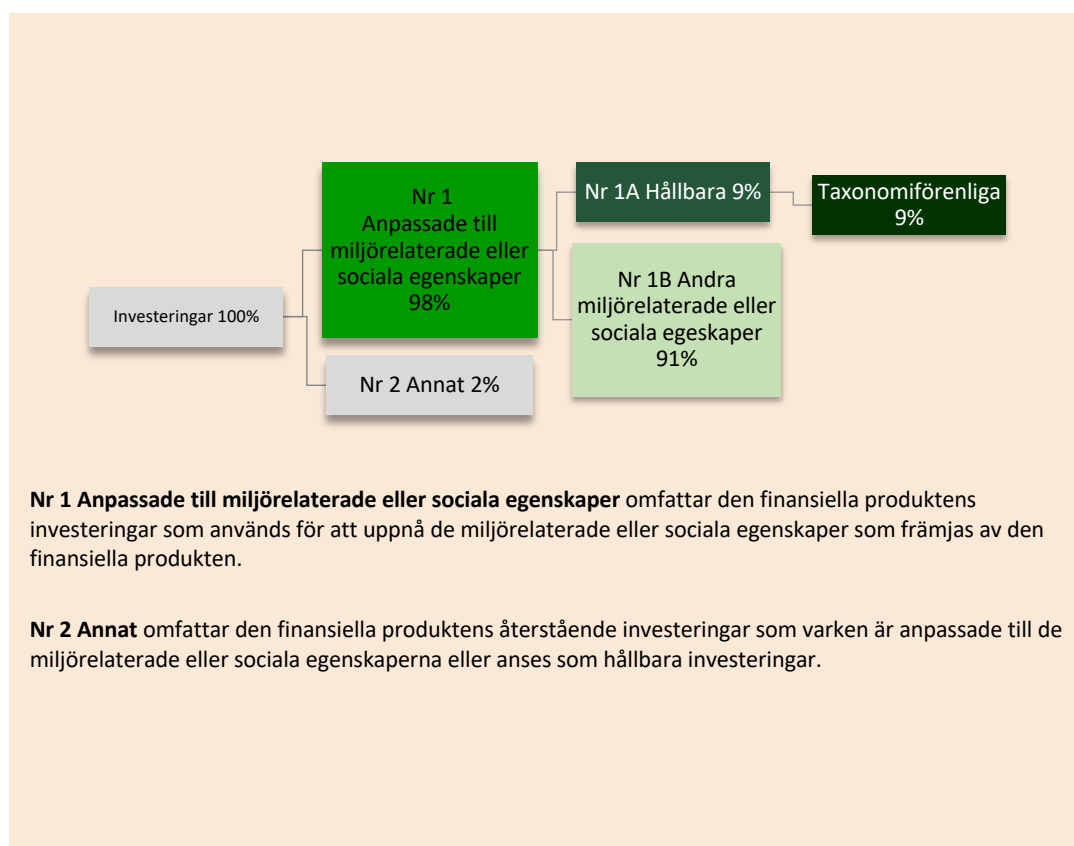 Investeringar 100%
Nr 1
Anpassade till
miljörelaterade eller
sociala egenskaper
98%
Nr 2 Annat 2%
Nr 1A Hållbara 9%
Nr 1B Andra
miljörelaterade eller
sociala egeskaper
91%
Taxonomiförenliga
9%
Nr 1 Anpassade till miljörelaterade eller sociala egenskaper omfattar den finansiella produktens
investeringar som används för att uppnå de miljörelaterade eller sociala egenskaper som främjas av den
finansiella produkten.
Nr 2 Annat omfattar den finansiella produktens återstående investeringar som varken är anpassade till de
miljörelaterade eller sociala egenskaperna eller anses som hållbara investeringar.